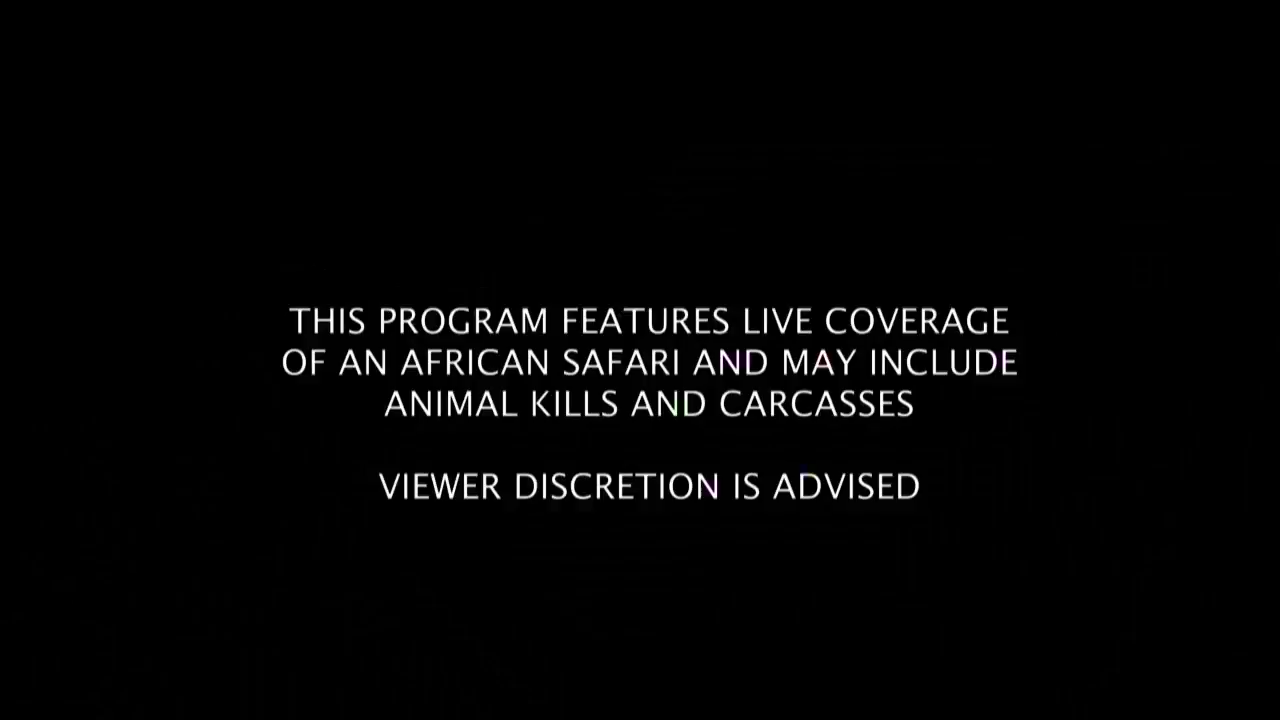 THIS PROGRAM FEATURES LIVE COVERAGE
OF AN AFRICAN SAFARI AND MAY INCLUDE
ANIMAL KILLS AND CARCASSES
VIEWER DISCRETION IS ADVISED